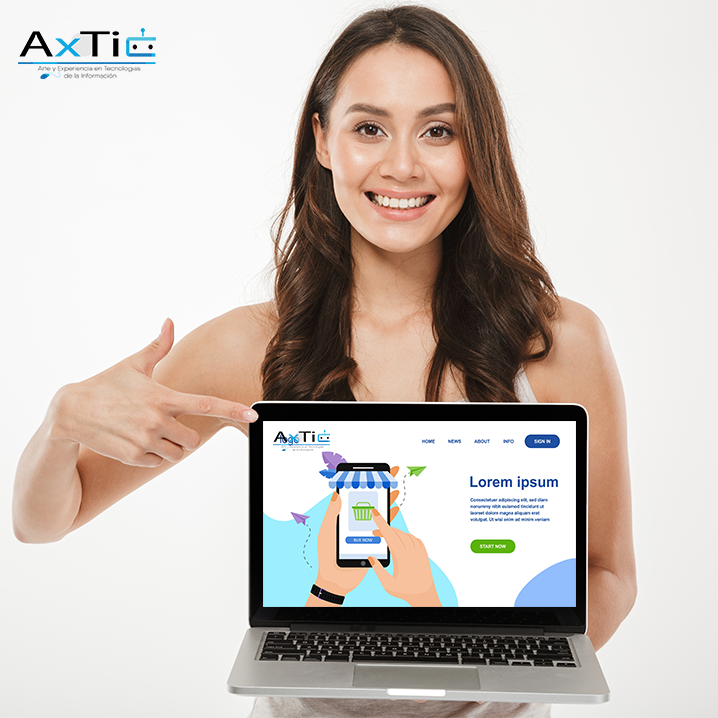 AxTiC
Arte y Experiencia en Tecnologías
de la Información
AxTiC
HOME NEWS ABOUT INFO SIGN IN
Lorem ipsum
Consectetuer adipiscing elit, sed diam
nonummy nibh euismod tincidunt ut
laoreet dolore magna aliquam erat
volutpat. Ut wisi enim ad minim veniam
BUY NOW
START NOW